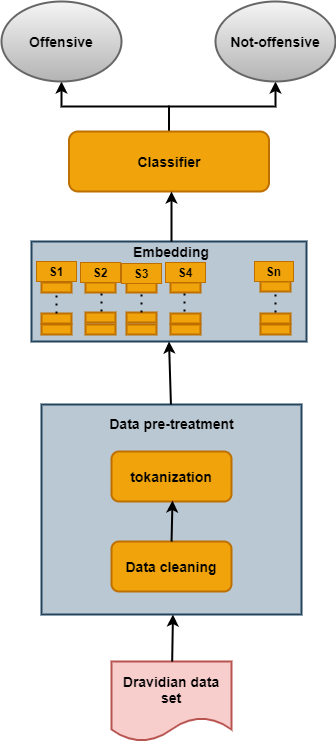 Offensive
Not-offensive
Classifier
Embedding
S1 S2 S3 S4 Sn
Data pre-treatment
tokanization
Data cleaning
Dravidian data
set